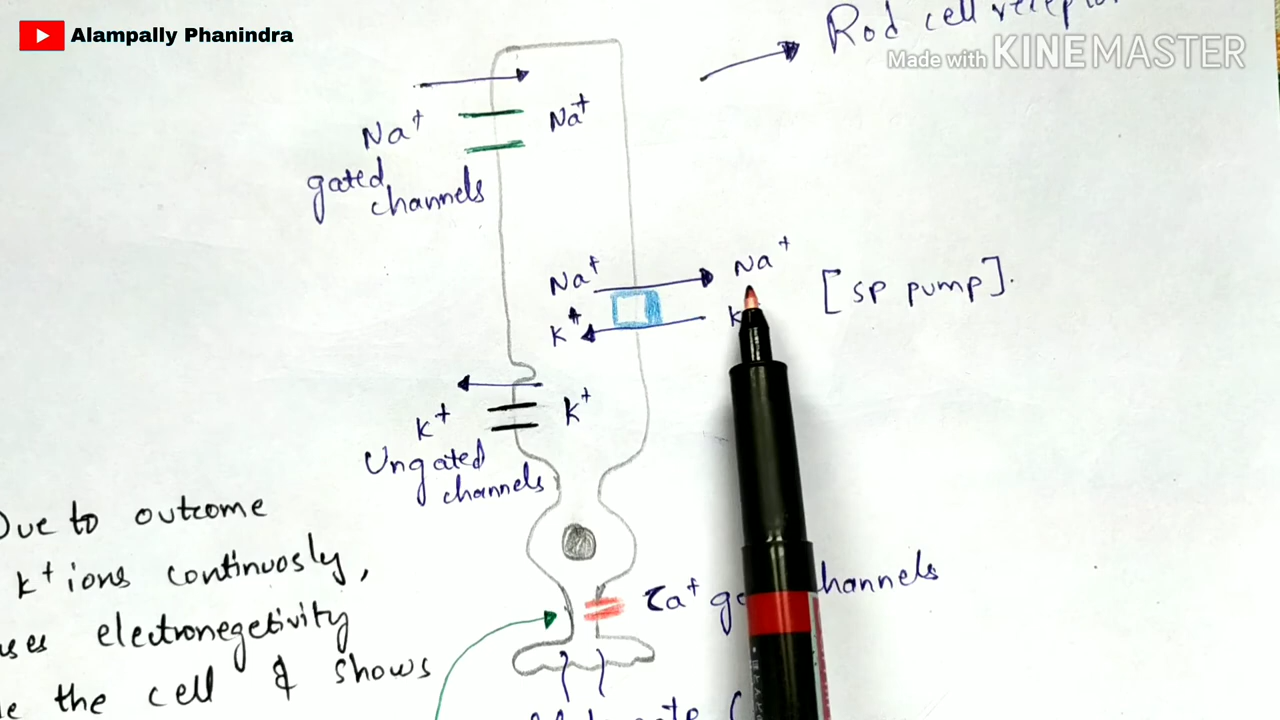 Alampally Phanindra
Rod cell receptor
Made with KINEMASTER
Na⁺
Na⁺
gated
channels
Na⁺
Na⁺
[SP pump].
K⁺
K
K⁺
K⁺
Ungated
channels
Due to outcome
K⁺ ions continuosly,
electronegetivity
the cell & shows
Ca⁺
channels